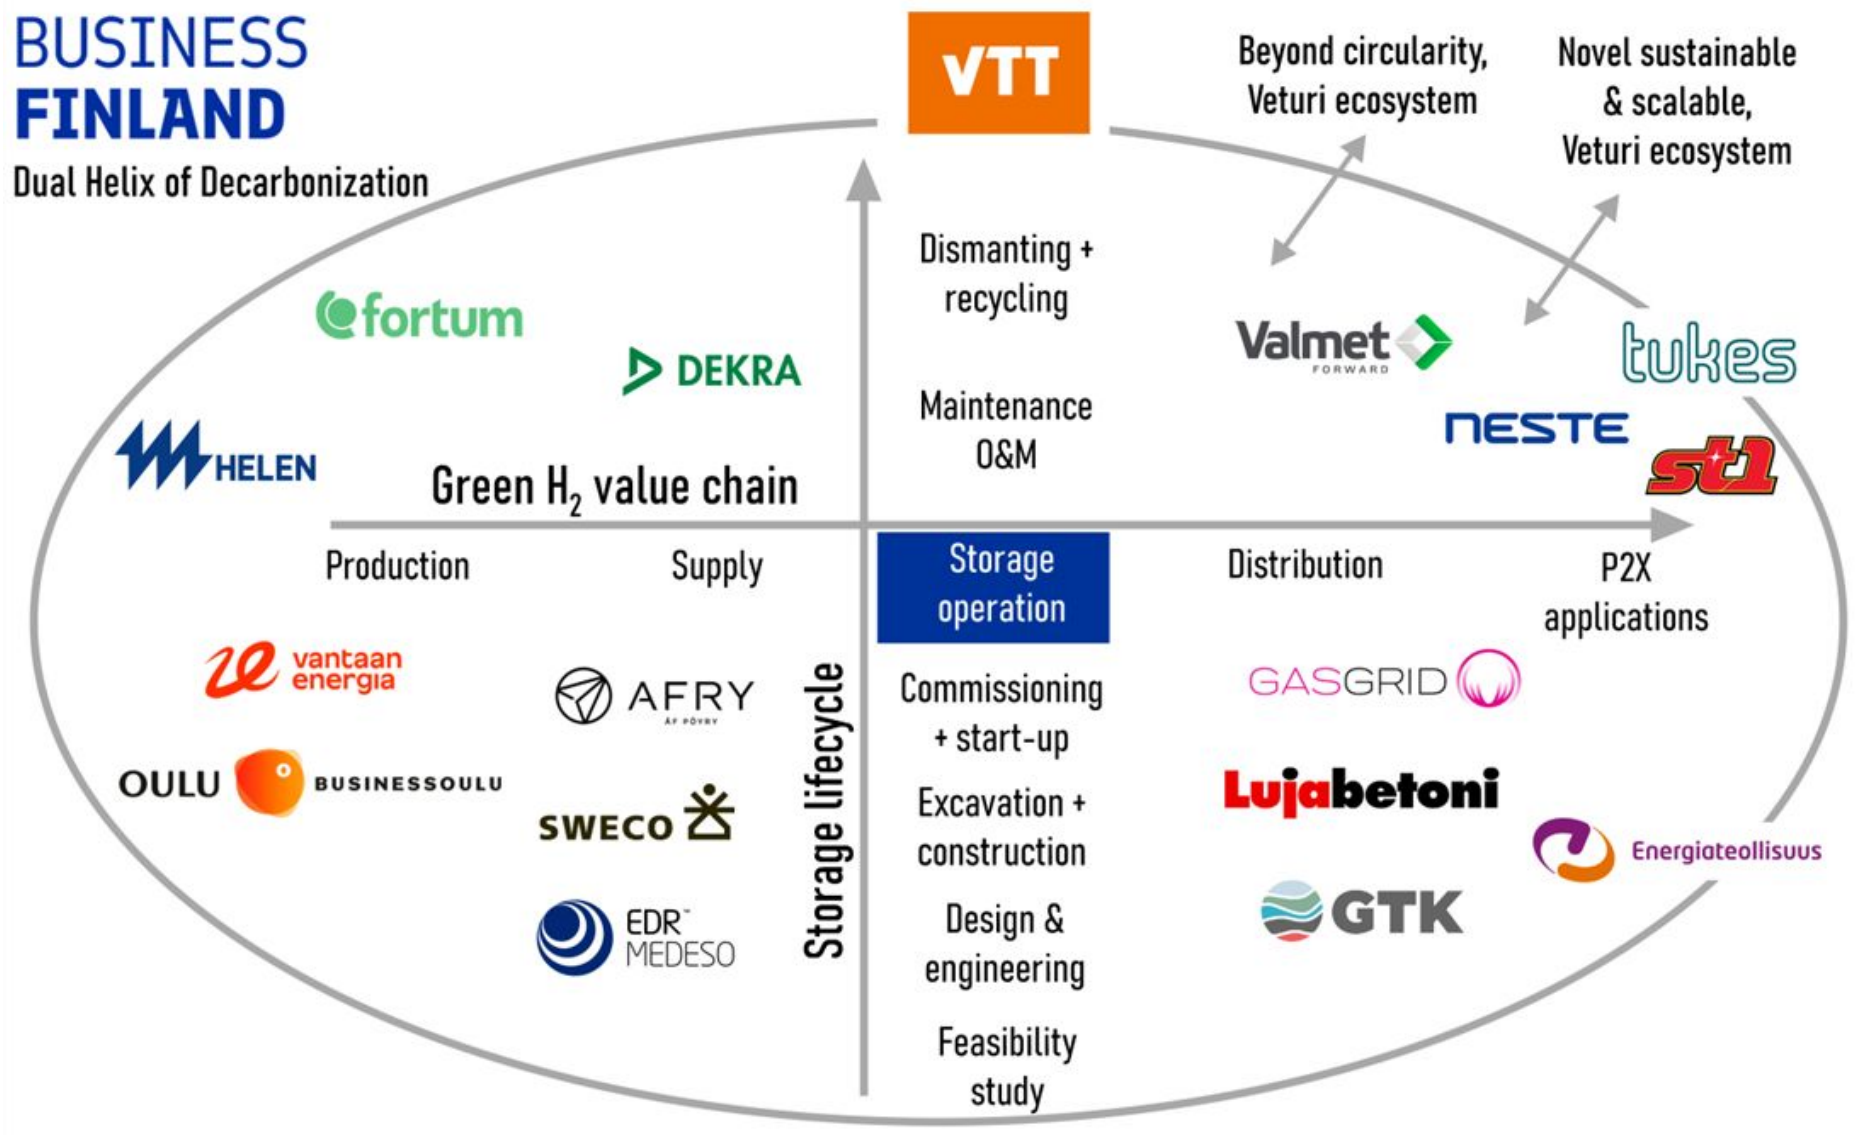 BUSINESS
FINLAND
Dual Helix of Decarbonization
VTT
Beyond circularity,
Veturi ecosystem
Novel sustainable
& scalable,
Veturi ecosystem
Dismanting +
recycling
fortum
DEKRA
Valmet
FORWARD
tukes
Maintenance
O&M
NESTE
st1
HELEN
Green H₂ value chain
Production
Supply
Storage
operation
Distribution
P2X
applications
vantaan
energia
AFRY
ÅF PÖYRY
Storage lifecycle
Commissioning
+ start-up
GASGRID
OULU
BUSINESSOULU
SWECO
Excavation +
construction
Lujabetoni
Energiateollisuus
EDR™
MEDESO
Design &
engineering
GTK
Feasibility
study